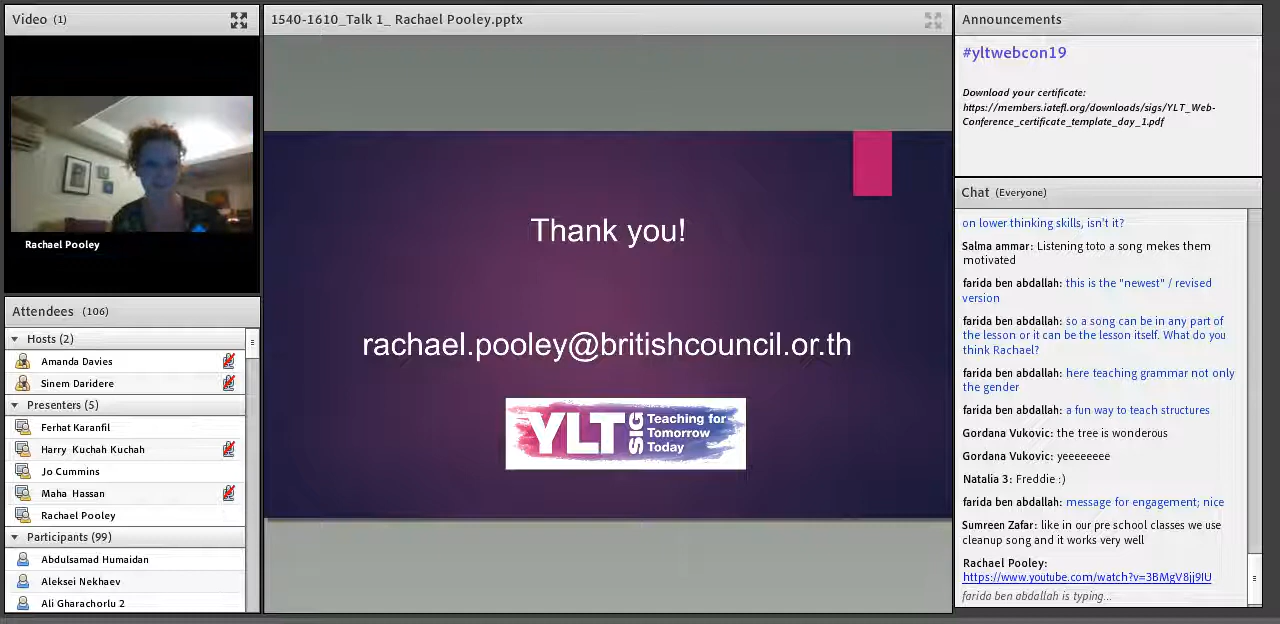 Video (1)
Rachael Pooley
Attendees (106)
Hosts (2)
Amanda Davies
Sinem Daridere
Presenters (5)
Ferhat Karanfil
Harry Kuchah Kuchah
Jo Cummins
Maha Hassan
Rachael Pooley
Participants (99)
Abdulsamad Humaidan
Aleksei Nekhaev
Ali Gharachorlu 2
1540-1610_Talk 1_ Rachael Pooley.pptx
Thank you!
rachael.pooley@britishcouncil.or.th
YLT SIG
Teaching for
Tomorrow
Today
Announcements
#yltwebcon19
Download your certificate:
https://members.iatefl.org/downloads/sigs/YLT_Web-
Conference_certificate_template_day_1.pdf
Chat (Everyone)
on lower thinking skills, isn't it?
Salma ammar: Listening toto a song mekes them
motivated
farida ben abdallah: this is the "newest" / revised
version
farida ben abdallah: so a song can be in any part of
the lesson or it can be the lesson itself. What do you
think Rachael?
farida ben abdallah: here teaching grammar not only
the gender
farida ben abdallah: a fun way to teach structures
Gordana Vukovic: the tree is wonderous
Gordana Vukovic: yeeeeeeee
Natalia 3: Freddie :)
farida ben abdallah: message for engagement; nice
Sumreen Zafar: like in our pre school classes we use
cleanup song and it works very well
Rachael Pooley:
https://www.youtube.com/watch?v=3BMgV8jj9IU
farida ben abdallah is typing...